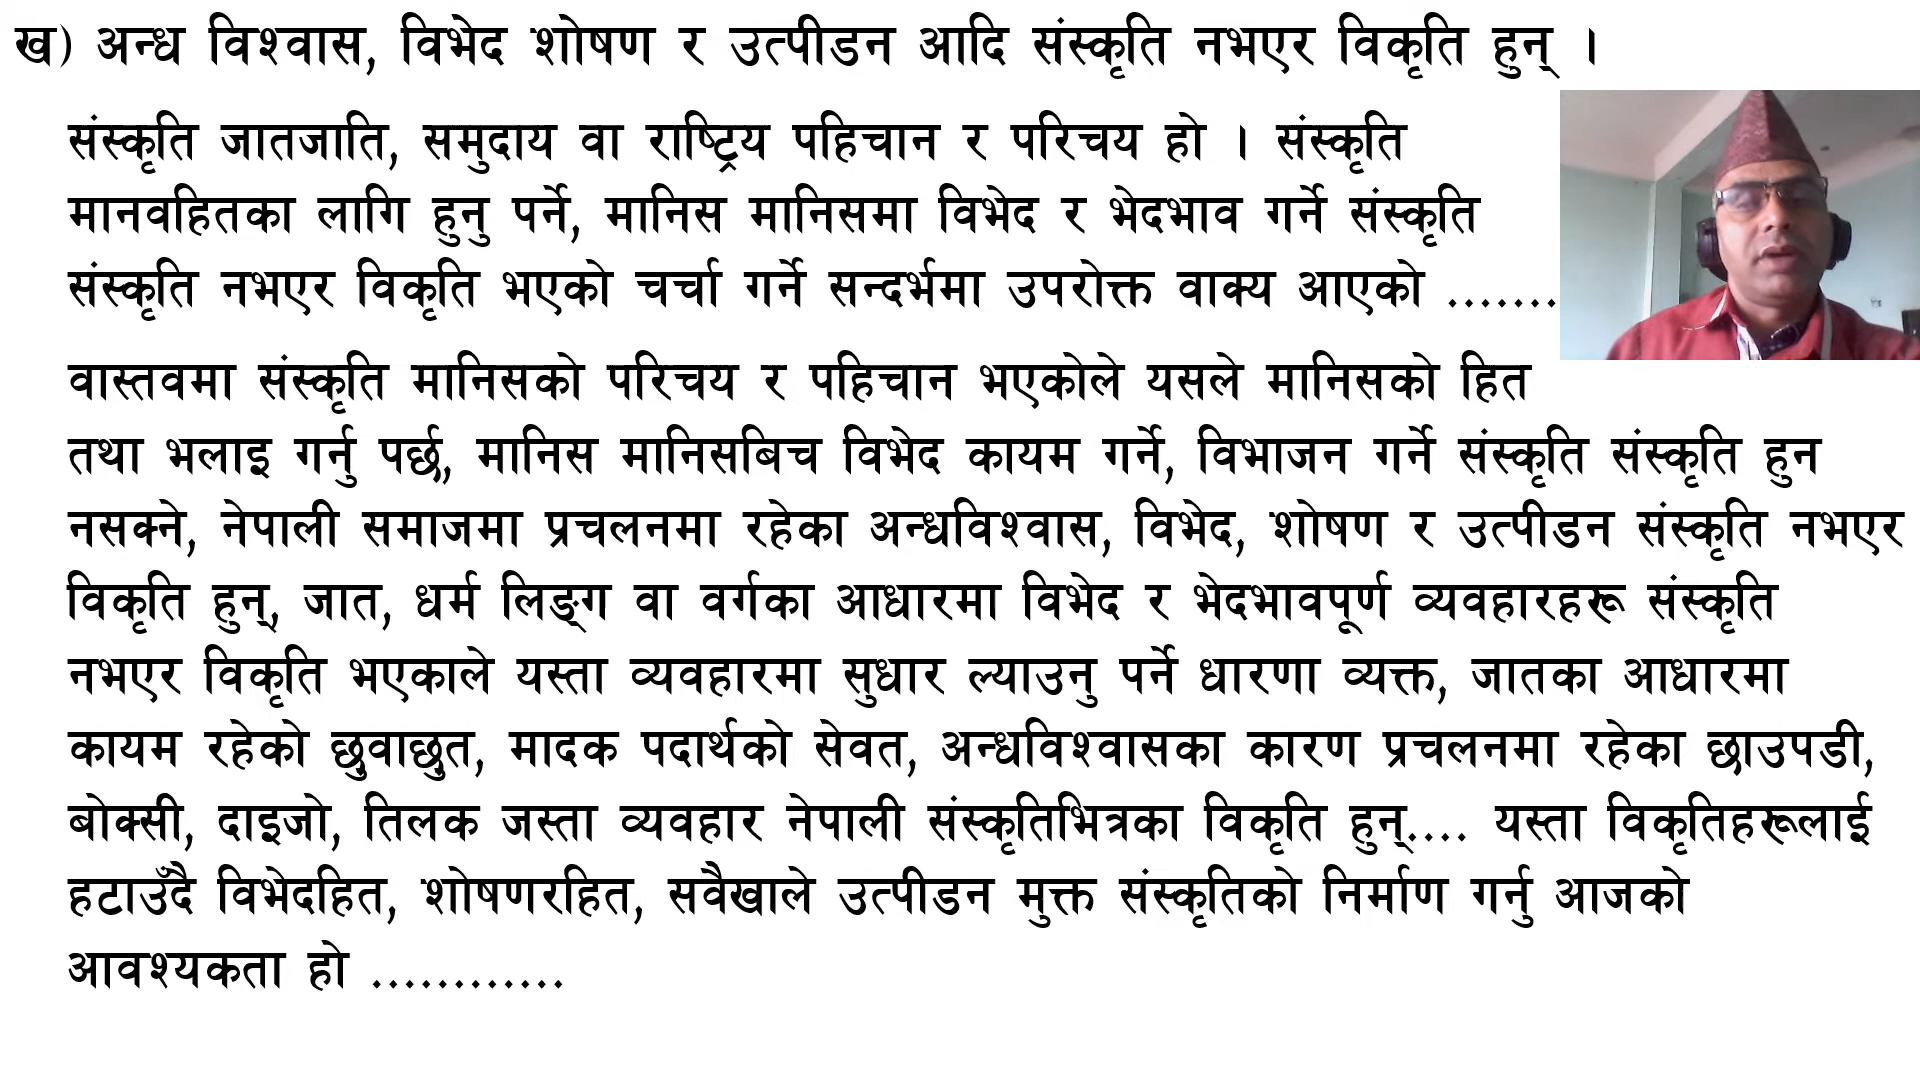 ख) अन्ध विश्वास, विभेद शोषण र उत्पीडन आदि संस्कृति नभएर विकृति हुन् ।
संस्कृति जातजाति, समुदाय वा राष्ट्रिय पहिचान र परिचय हो । संस्कृति
मानवहितका लागि हुनु पर्ने, मानिस मानिसमा विभेद र भेदभाव गर्ने संस्कृति
संस्कृति नभएर विकृति भएको चर्चा गर्ने सन्दर्भमा उपरोक्त वाक्य आएको .......
वास्तवमा संस्कृति मानिसको परिचय र पहिचान भएकोले यसले मानिसको हित
तथा भलाइ गर्नु पर्छ, मानिस मानिसबिच विभेद कायम गर्ने, विभाजन गर्ने संस्कृति संस्कृति हुन
नसक्ने, नेपाली समाजमा प्रचलनमा रहेका अन्धविश्वास, विभेद, शोषण र उत्पीडन संस्कृति नभएर
विकृति हुन्, जात, धर्म लिङ्ग वा वर्गका आधारमा विभेद र भेदभावपूर्ण व्यवहारहरू संस्कृति
नभएर विकृति भएकाले यस्ता व्यवहारमा सुधार ल्याउनु पर्ने धारणा व्यक्त, जातका आधारमा
कायम रहेको छुवाछुत, मादक पदार्थको सेवत, अन्धविश्वासका कारण प्रचलनमा रहेका छाउपडी,
बोक्सी, दाइजो, तिलक जस्ता व्यवहार नेपाली संस्कृतिभित्रका विकृति हुन्.... यस्ता विकृतिहरूलाई
हटाउँदै विभेदहित, शोषणरहित, सवैखाले उत्पीडन मुक्त संस्कृतिको निर्माण गर्नु आजको
आवश्यकता हो ............